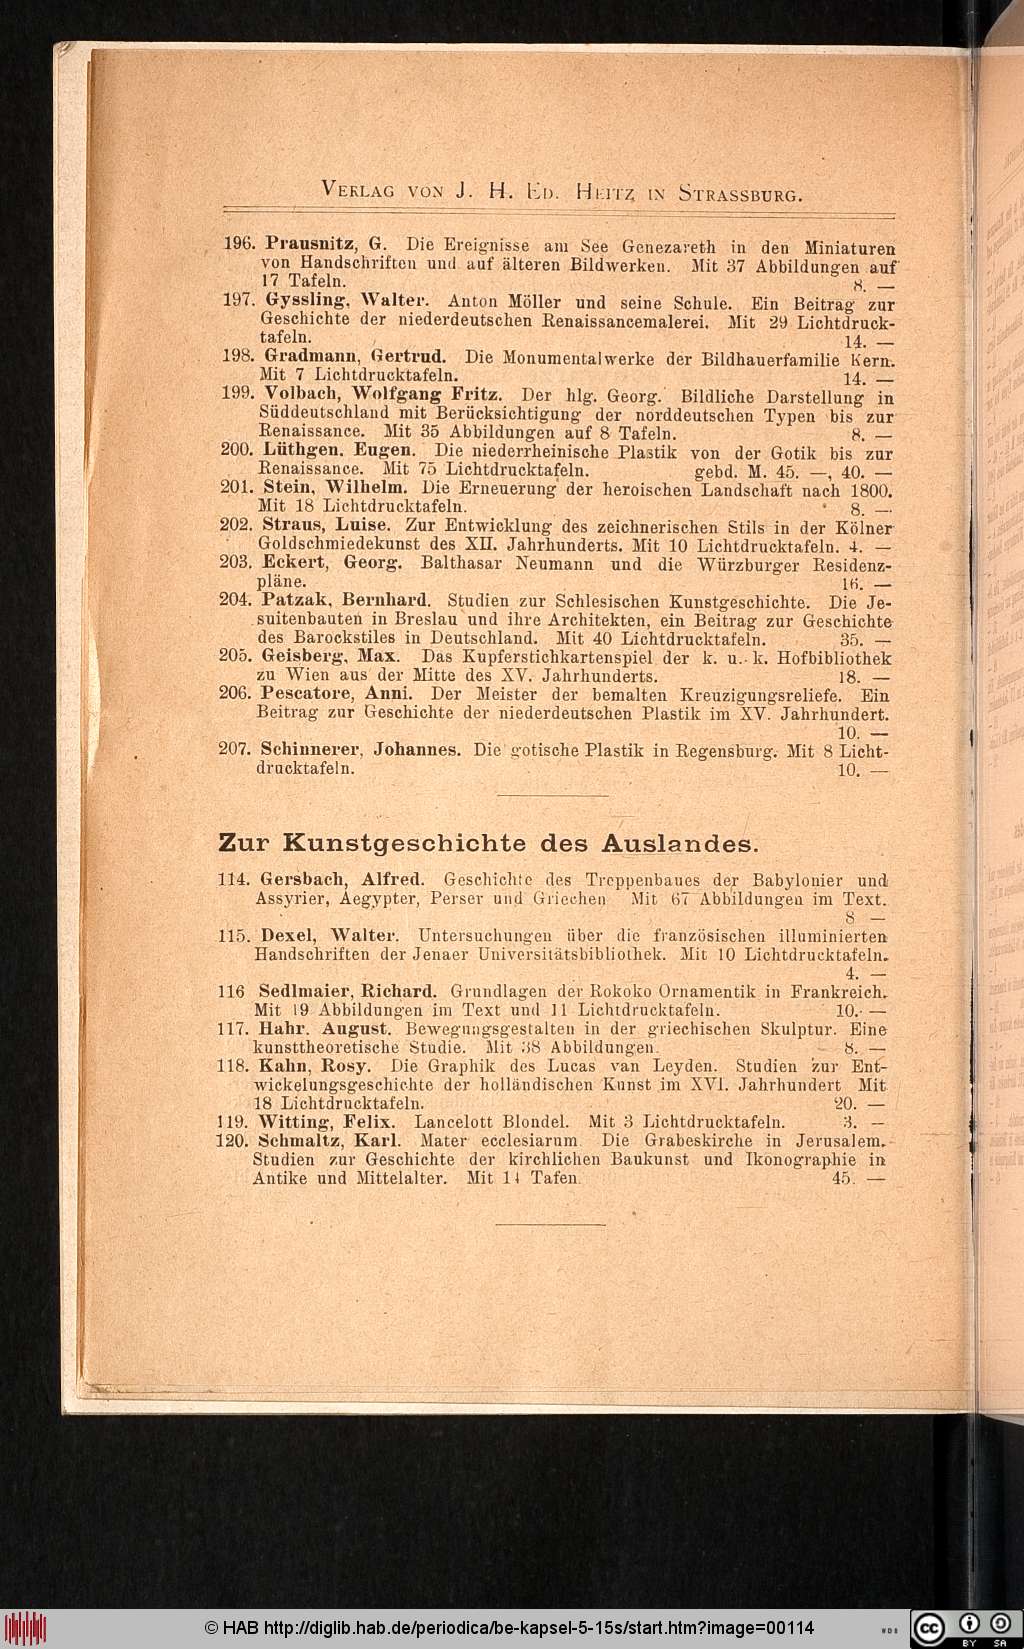 Verlag von J. H. Ed. Heitz in Strassburg.
196. Prausnitz, G. Die Ereignisse am See Genezareth in den Miniaturen
von Handschriften und auf älteren Bildwerken. Mit 37 Abbildungen auf
17 Tafeln. 8. —
197. Gyssling, Walter. Anton Möller und seine Schule. Ein Beitrag zur
Geschichte der niederdeutschen Renaissancemalerei. Mit 29 Lichtdruck-
tafeln. 14. —
198. Gradmann, Gertrud. Die Monumentalwerke der Bildhauerfamilie Kern.
Mit 7 Lichtdrucktafeln. 14. —
199. Volbach, Wolfgang Fritz. Der hlg. Georg. Bildliche Darstellung in
Süddeutschland mit Berücksichtigung der norddeutschen Typen bis zur
Renaissance. Mit 35 Abbildungen auf 8 Tafeln. 8. —
200. Lüthgen. Eugen. Die niederrheinische Plastik von der Gotik bis zur
Renaissance. Mit 75 Lichtdrucktafeln. gebd. M. 45. —, 40. —
201. Stein, Wilhelm. Die Erneuerung der heroischen Landschaft nach 1800.
Mit 18 Lichtdrucktafeln. 8. —
202. Straus, Luise. Zur Entwicklung des zeichnerischen Stils in der Kölner
Goldschmiedekunst des XII. Jahrhunderts. Mit 10 Lichtdrucktafeln. 4. —
203. Eckert, Georg. Balthasar Neumann und die Würzburger Residenz-
pläne. 16. —
204. Patzak, Bernhard. Studien zur Schlesischen Kunstgeschichte. Die Je-
suitenbauten in Breslau und ihre Architekten, ein Beitrag zur Geschichte
des Barockstiles in Deutschland. Mit 40 Lichtdrucktafeln. 35. —
205. Geisberg, Max. Das Kupferstichkartenspiel der k. u. k. Hofbibliothek
zu Wien aus der Mitte des XV. Jahrhunderts. 18. —
206. Pescatore, Anni. Der Meister der bemalten Kreuzigungsreliefe. Ein
Beitrag zur Geschichte der niederdeutschen Plastik im XV. Jahrhundert.
10. —
207. Schinnerer, Johannes. Die gotische Plastik in Regensburg. Mit 8 Licht-
drucktafeln. 10. —
Zur Kunstgeschichte des Auslandes.
114. Gersbach, Alfred. Geschichte des Treppenbaues der Babylonier und
Assyrier, Aegypter, Perser und Griechen Mit 67 Abbildungen im Text.
8 —
115. Dexel, Walter. Untersuchungen über die französischen illuminierten
Handschriften der Jenaer Universitätsbibliothek. Mit 10 Lichtdrucktafeln.
4. —
116 Sedlmaier, Richard. Grundlagen der Rokoko Ornamentik in Frankreich.
Mit 19 Abbildungen im Text und 11 Lichtdrucktafeln. 10. —
117. Hahr. August. Bewegungsgestalten in der griechischen Skulptur. Eine
kunsttheoretische Studie. Mit 38 Abbildungen. 8. —
118. Kahn, Rosy. Die Graphik des Lucas van Leyden. Studien zur Ent-
wickelungsgeschichte der holländischen Kunst im XVI. Jahrhundert Mit
18 Lichtdrucktafeln. 20. —
119. Witting, Felix. Lancelott Blondel. Mit 3 Lichtdrucktafeln. 3. —
120. Schmaltz, Karl. Mater ecclesiarum. Die Grabeskirche in Jerusalem.
Studien zur Geschichte der kirchlichen Baukunst und Ikonographie in
Antike und Mittelalter. Mit 14 Tafen. 45. —
© HAB http://diglib.hab.de/periodica/be-kapsel-5-15s/start.htm?image=00114
cc BY SA